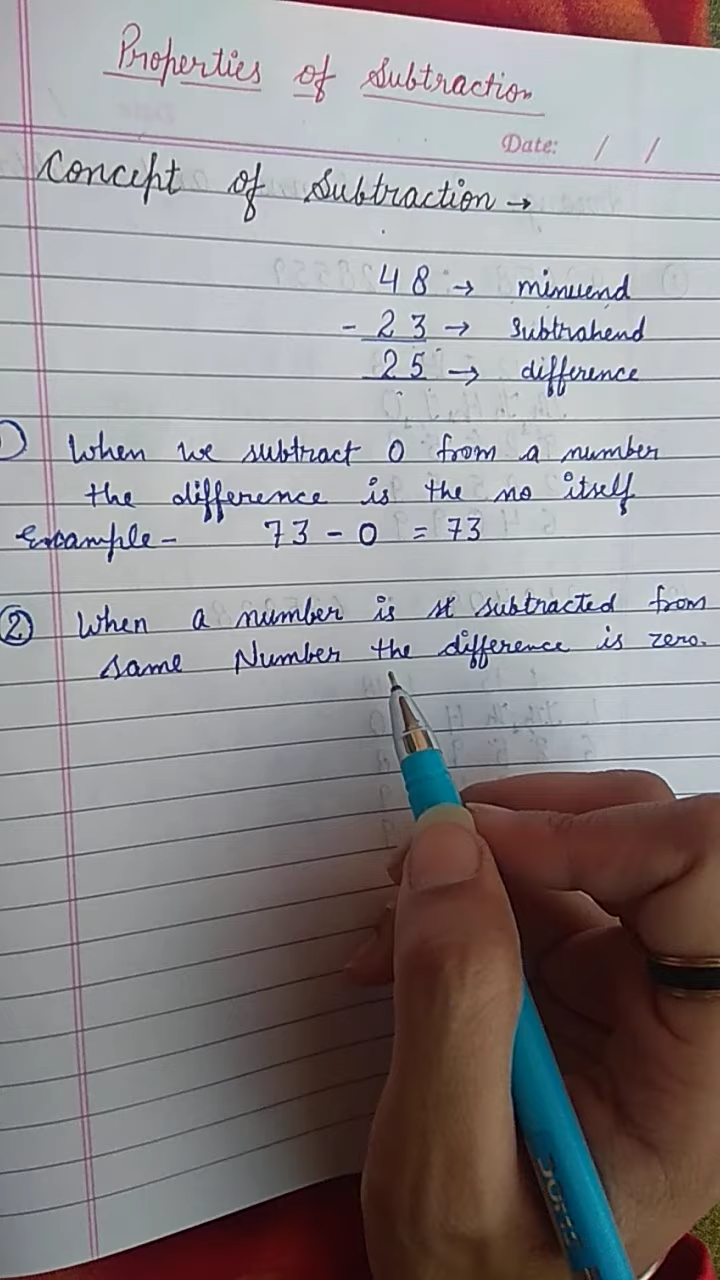 Properties of Subtraction
Date: / /
Concept of Subtraction →
48 → minuend
- 23 → Subtrahend
25 → difference
1) When we subtract 0 from a number
the difference is the no itself
Example - 73 - 0 = 73
② When a number is st subtracted from
same Number the difference is zero.